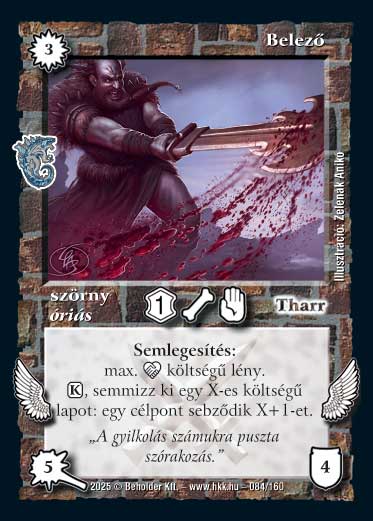 3
Belező
Illusztráció: Zelenák Anikó
szörny
óriás
1
Tharr
Semlegesítés:
max. költségű lény.
K, semmizz ki egy X-es költségű
lapot: egy célpont sebződik X+1-et.
„A gyilkolás számukra puszta
szórakozás.”
5
4
2025 © Beholder Kft. – www.hkk.hu – 084/160